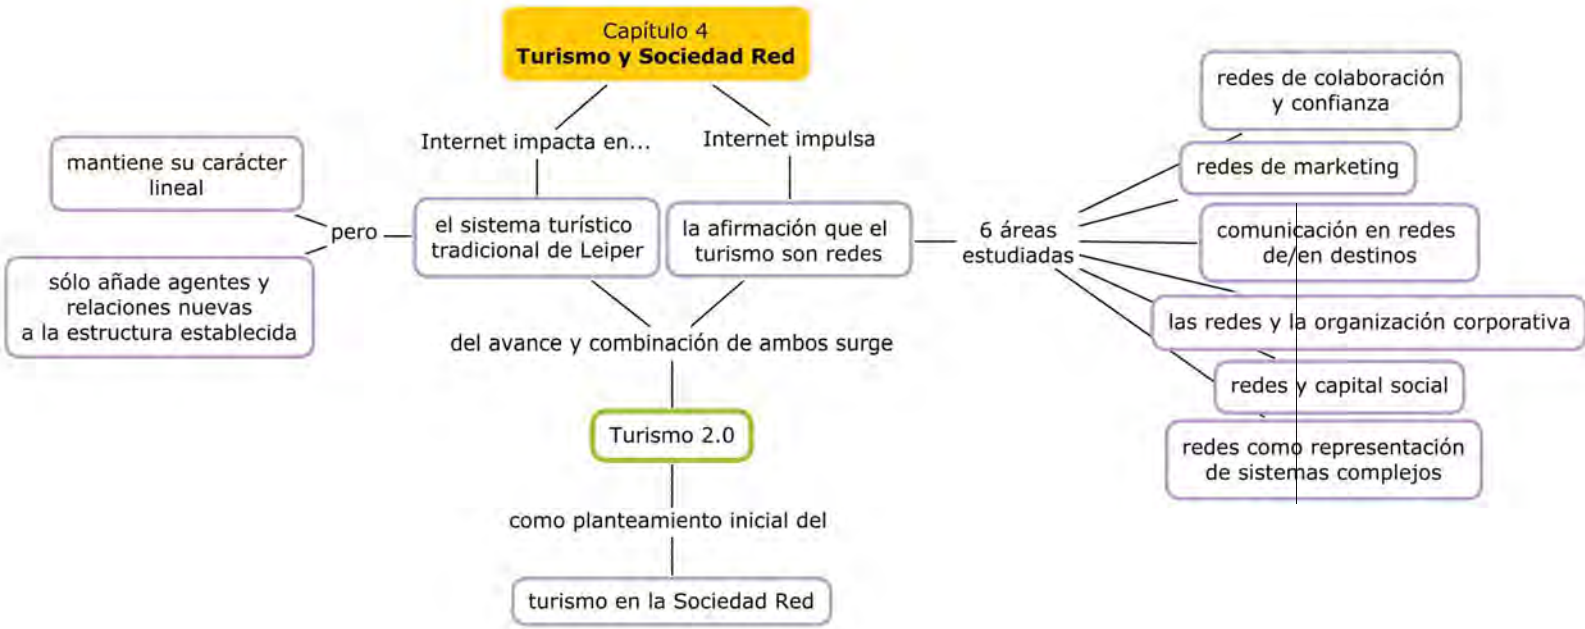 Capítulo 4
Turismo y Sociedad Red
Internet impacta en...
Internet impulsa
mantiene su carácter
lineal
pero
sólo añade agentes y
relaciones nuevas
a la estructura establecida
el sistema turístico
tradicional de Leiper
la afirmación que el
turismo son redes
6 áreas
estudiadas
redes de colaboración
y confianza
redes de marketing
comunicación en redes
de/en destinos
las redes y la organización corporativa
redes y capital social
redes como representación
de sistemas complejos
del avance y combinación de ambos surge
Turismo 2.0
como planteamiento inicial del
turismo en la Sociedad Red